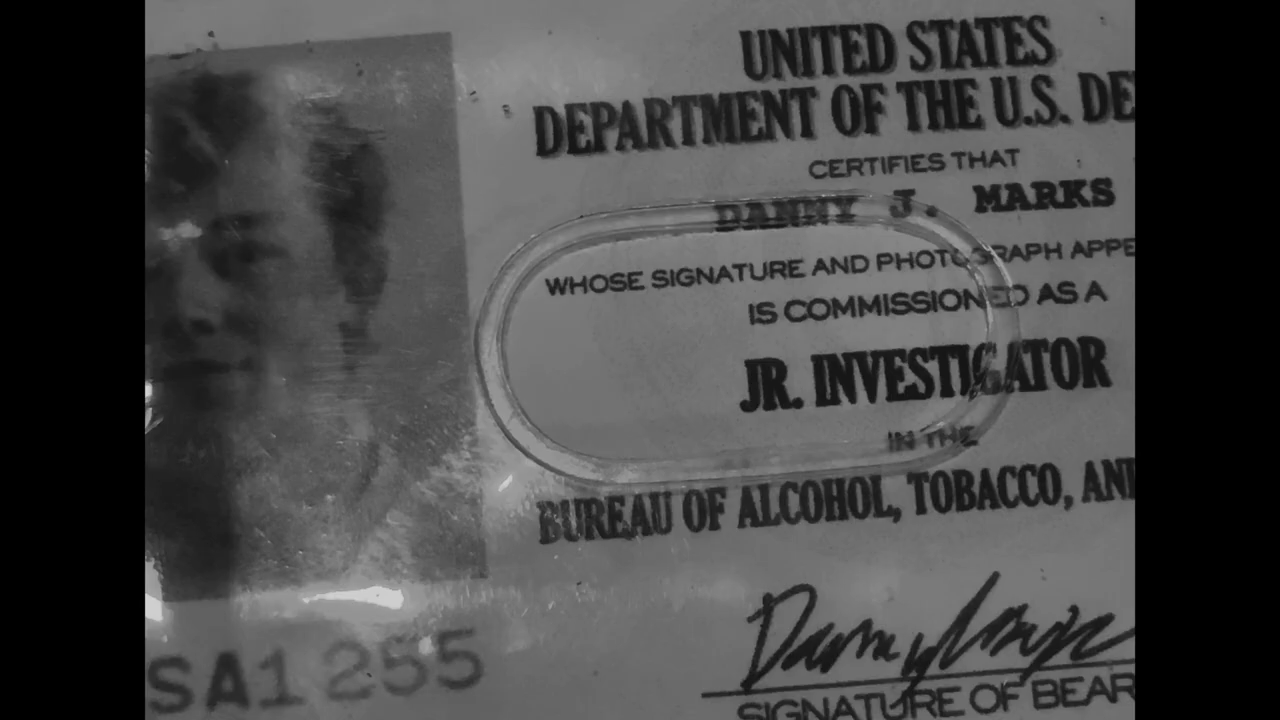 UNITED STATES
DEPARTMENT OF THE U.S. DE
CERTIFIES THAT
DANNY J. MARKS
WHOSE SIGNATURE AND PHOTOGRAPH APPE
IS COMMISSIONED AS A
JR. INVESTIGATOR
IN THE
BUREAU OF ALCOHOL, TOBACCO, AN
SA1255
SIGNATURE OF BEAR